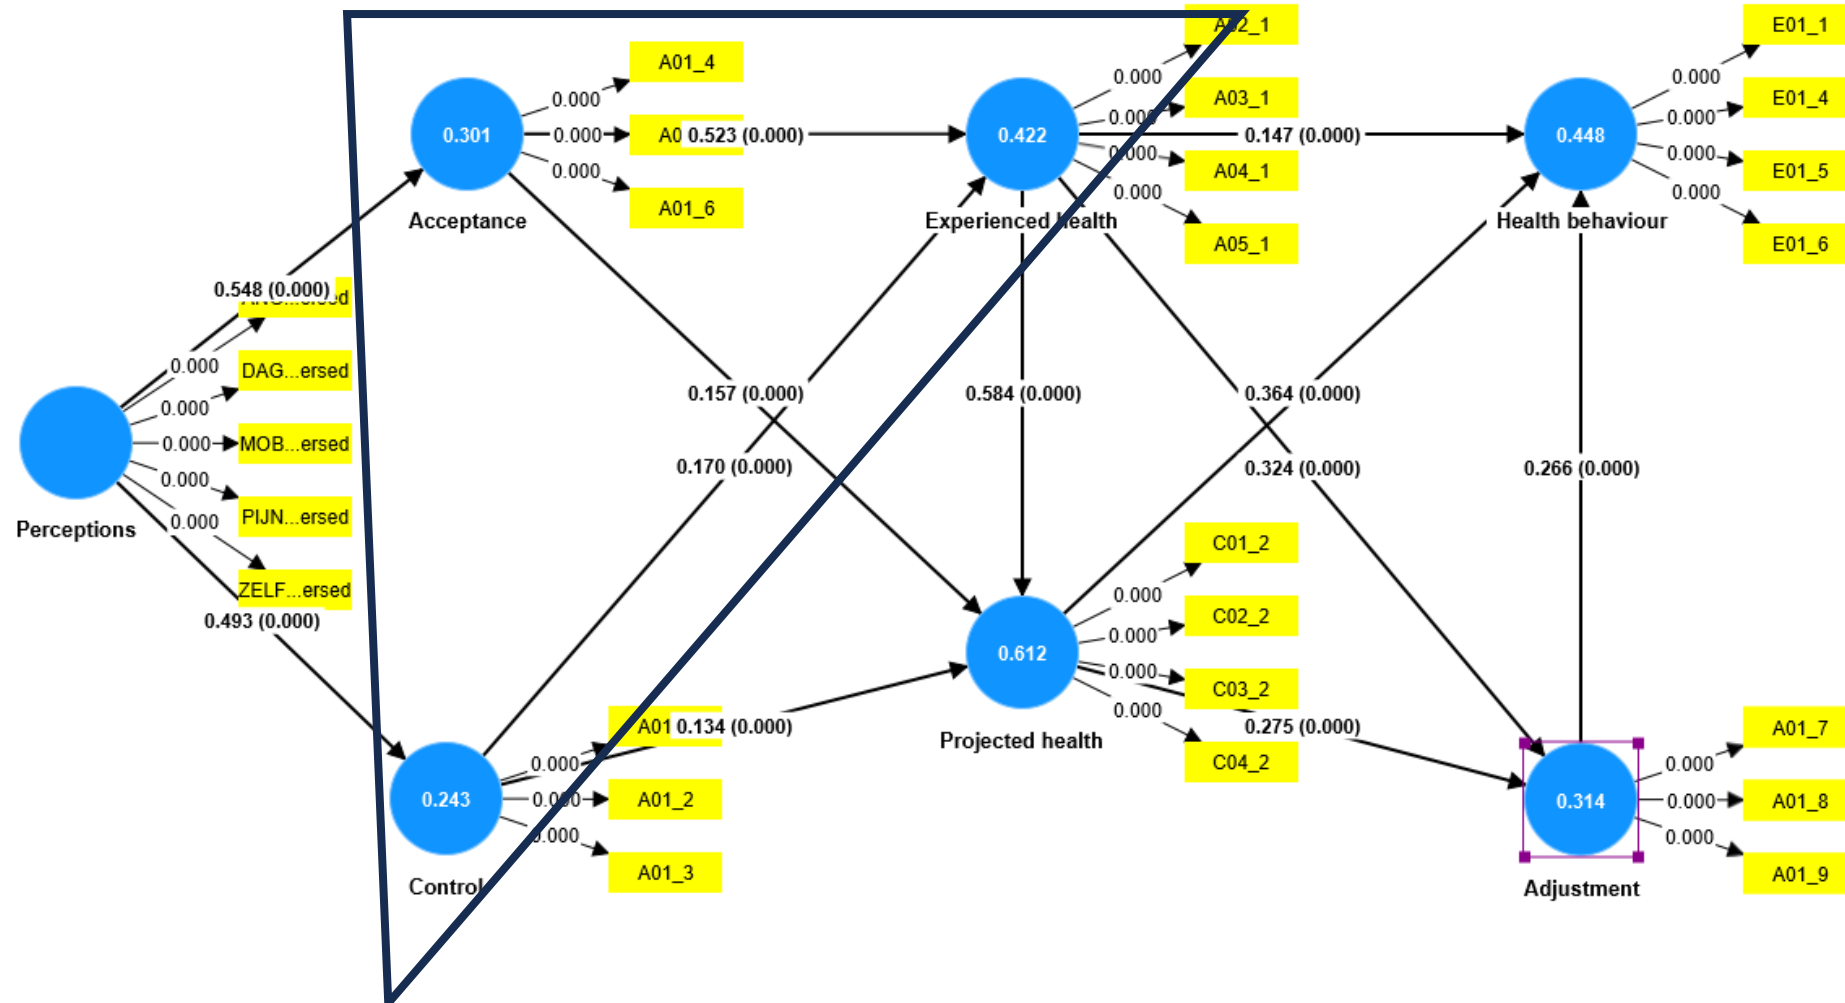 A02_1
E01_1
A01_4
0.000
0.000
0.000
A03_1
0.000
E01_4
0.301
0.000
A0
0.523 (0.000)
0.422
0.000
0.147 (0.000)
0.448
0.000
0.000
A04_1
0.000
E01_5
0.000
0.000
0.000
A01_6
Acceptance
Experienced health
A05_1
Health behaviour
E01_6
0.548 (0.000)
0.000
DAG...ersed
0.000
0.157 (0.000)
0.584 (0.000)
0.364 (0.000)
0.000
MOB...ersed
0.170 (0.000)
0.324 (0.000)
0.266 (0.000)
0.000
PIJN...ersed
Perceptions
0.000
C01_2
ZELF...ersed
0.000
0.493 (0.000)
C02_2
0.000
0.612
0.000
C03_2
0.000
A01
0.134 (0.000)
Projected health
0.275 (0.000)
A01_7
0.000
C04_2
0.000
0.243
0.000
A01_2
0.314
0.000
A01_8
0.000
0.000
A01_3
A01_9
Control
Adjustment